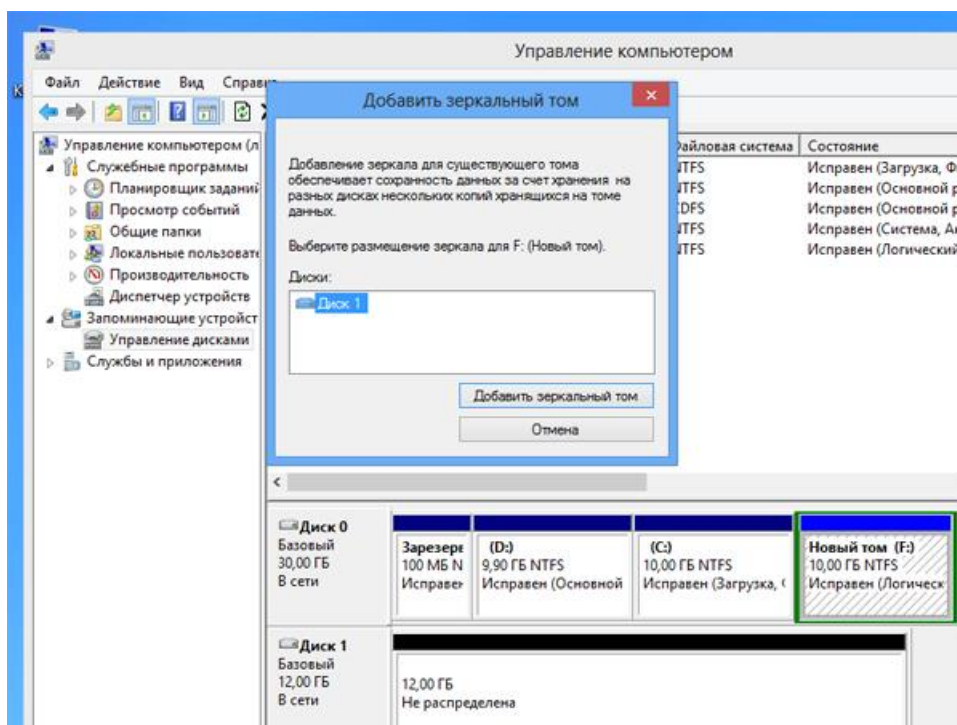 Управление компьютером
Файл Действие Вид
Добавить зеркальный том
Добавление зеркала для существующего тома
обеспечивает сохранность данных за счет хранения на
разных дисках нескольких копий хранящихся на томе
данных.
Выберите размещение зеркала для F: (Новый том).
Диски:
Диск 1
Добавить зеркальный том
Отмена
Управление компьютером (л
Служебные программы
Планировщик заданий
Просмотр событий
Общие папки
Локальные пользовате
Производительность
Диспетчер устройств
Запоминающие устройст
Управление дисками
Службы и приложения
Файловая система Состояние
NTFS Исправен (Загрузка, Ф
NTFS Исправен (Основной р
CDFS Исправен (Основной р
NTFS Исправен (Система, Ак
NTFS Исправен (Логический
Диск 0
Базовый
30,00 ГБ
В сети
Зарезерв
100 МБ N
Исправен
(D:)
9,90 ГБ NTFS
Исправен (Основной
(C:)
10,00 ГБ NTFS
Исправен (Загрузка,
Новый том (F:)
10,00 ГБ NTFS
Исправен (Логическ
Диск 1
Базовый
12,00 ГБ
В сети
12,00 ГБ
Не распределена